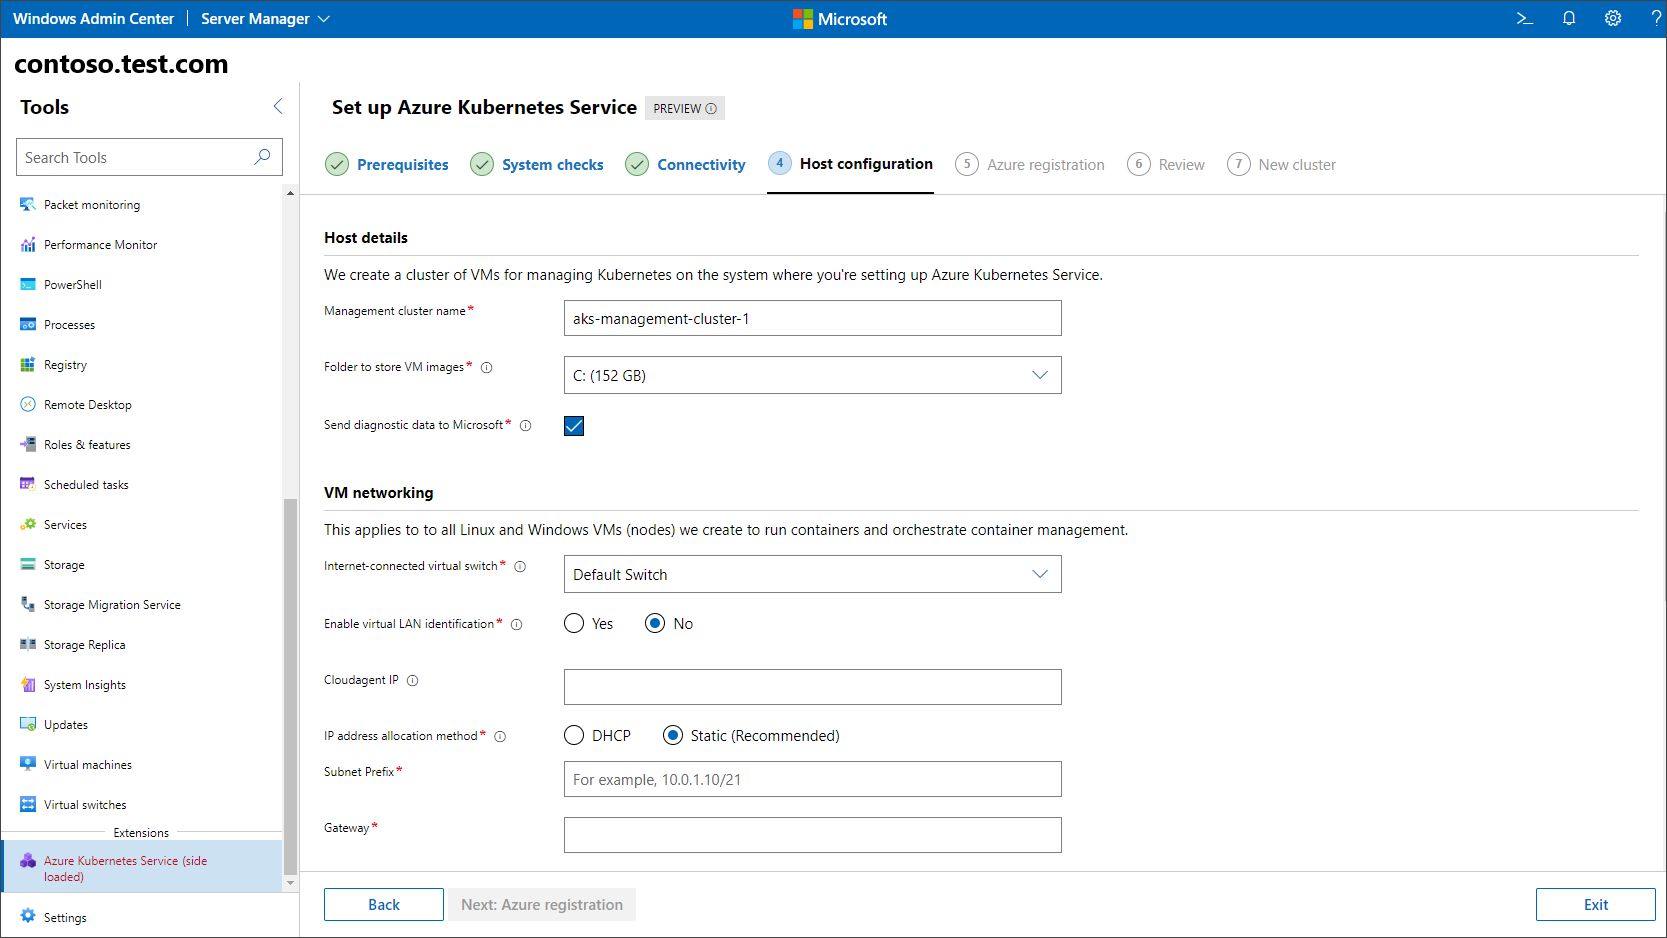 Windows Admin Center
Server Manager
Microsoft
?
contoso.test.com
Tools
Search Tools
Packet monitoring
Performance Monitor
PowerShell
Processes
Registry
Remote Desktop
Roles & features
Scheduled tasks
Services
Storage
Storage Migration Service
Storage Replica
System Insights
Updates
Virtual machines
Virtual switches
Extensions
Azure Kubernetes Service (side
loaded)
Settings
Set up Azure Kubernetes Service PREVIEW
Prerequisites
System checks
Connectivity
4 Host configuration
5 Azure registration
6 Review
7 New cluster
Host details
We create a cluster of VMs for managing Kubernetes on the system where you're setting up Azure Kubernetes Service.
Management cluster name*
aks-management-cluster-1
Folder to store VM images*
C: (152 GB)
Send diagnostic data to Microsoft*
VM networking
This applies to to all Linux and Windows VMs (nodes) we create to run containers and orchestrate container management.
Internet-connected virtual switch*
Default Switch
Enable virtual LAN identification*
Yes
No
Cloudagent IP
IP address allocation method*
DHCP
Static (Recommended)
Subnet Prefix*
For example, 10.0.1.10/21
Gateway*
Back
Next: Azure registration
Exit